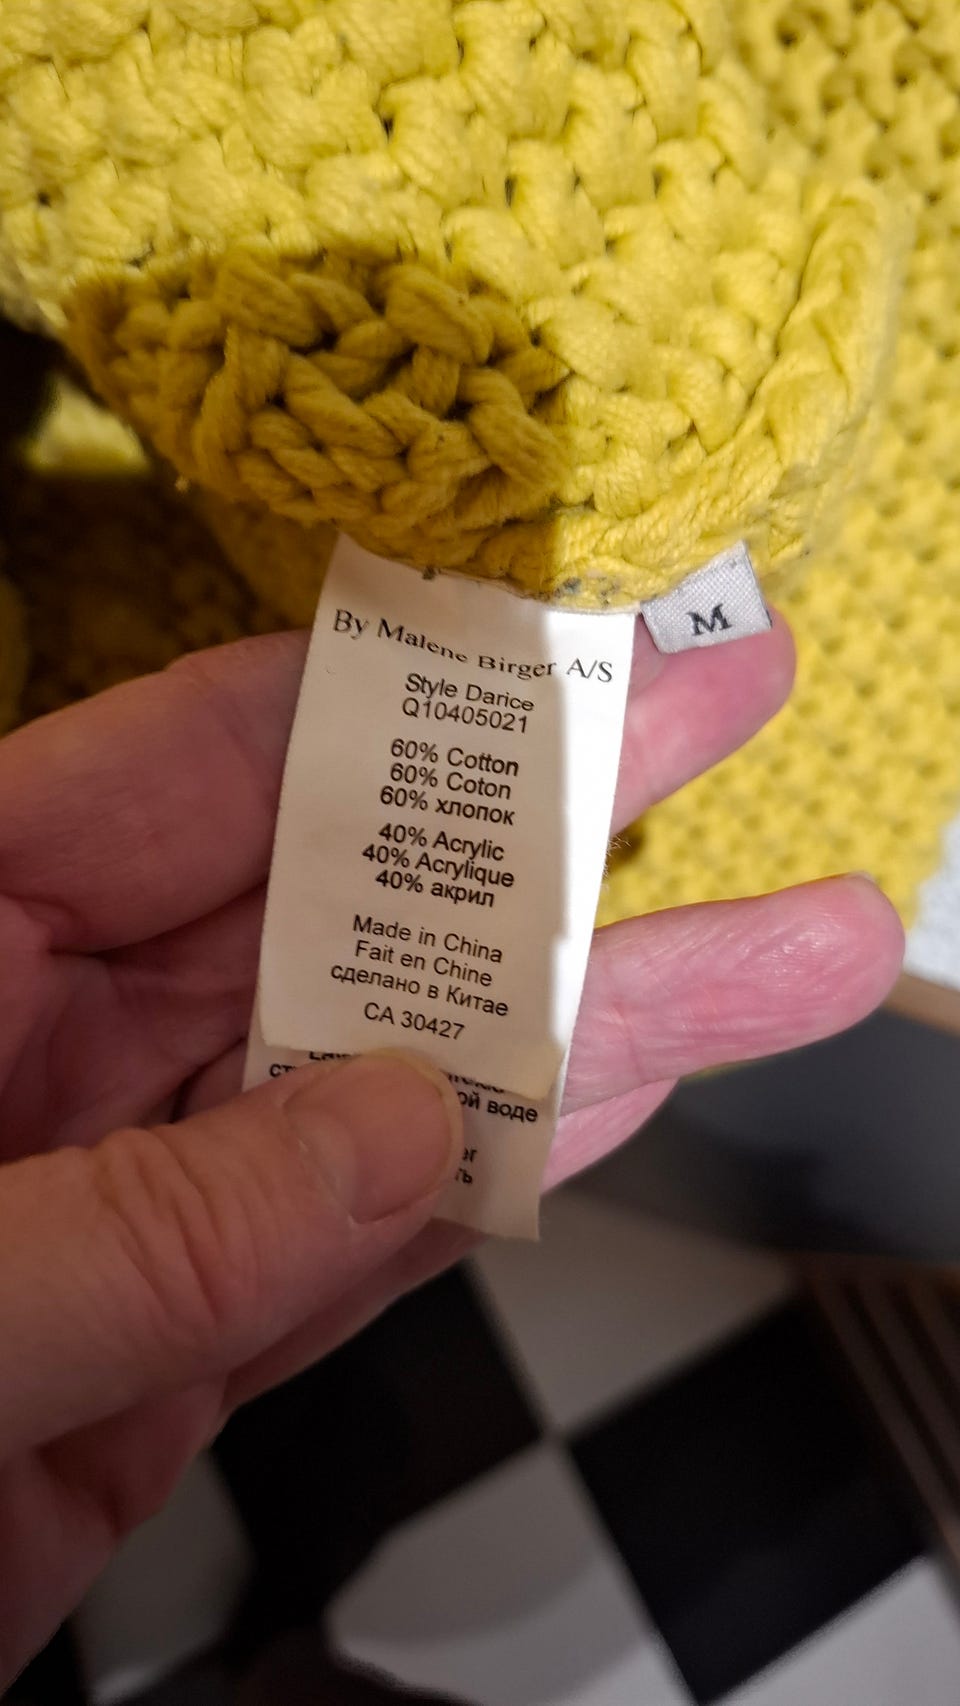 By Malene Birger A/S
M
Style Darice
Q10405021
60% Cotton
60% Coton
60% хлопок
40% Acrylic
40% Acrylique
40% акрил
Made in China
Fait en Chine
сделано в Китае
CA 30427
воде